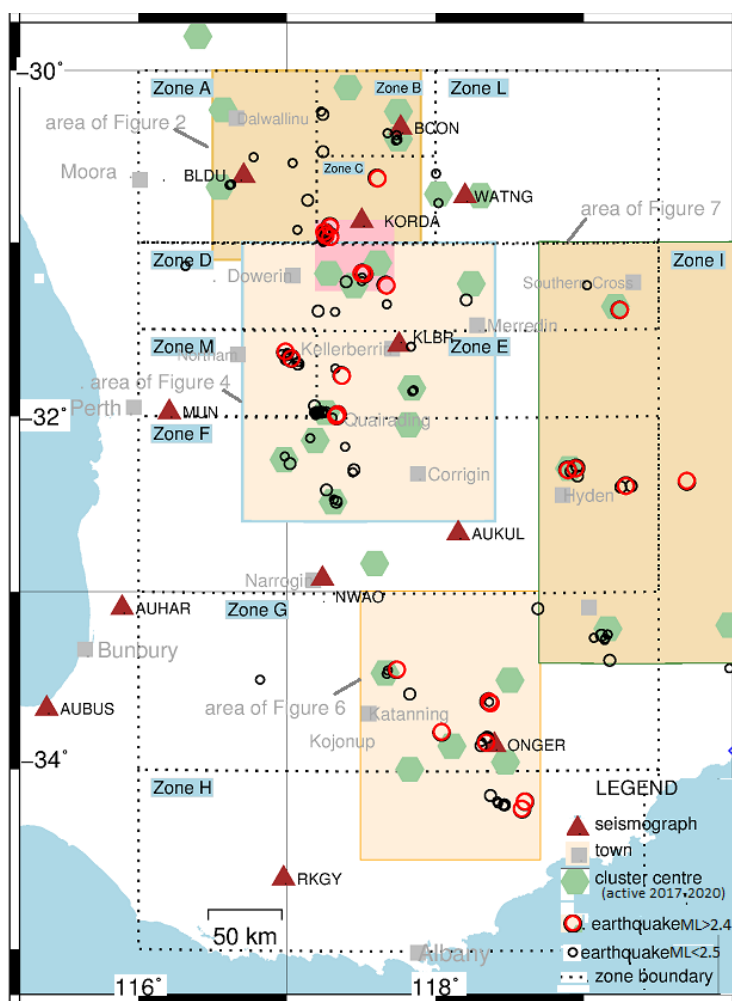 −30°
Zone A
Zone B
Zone L
area of Figure 2
Dalwallinu
BCON
Moora
BLDU
Zone C
WATNG
KORDA
area of Figure 7
Zone D
Zone I
Dowerin
Southern Cross
Merredin
Zone M
KLBR
Northam
Kellerberrin
Zone E
area of Figure 4
−32°
Perth
MUN
Quairading
Zone F
Corrigin
Hyden
AUKUL
Narrogin
NWAO
AUHAR
Zone G
Bunbury
area of Figure 6
AUBUS
Katanning
Kojonup
ONGER
−34°
Zone H
LEGEND
seismograph
town
cluster centre
(active 2017-2020)
RKGY
earthquakeML>2.4
50 km
earthquakeML<2.5
Albany
zone boundary
116°
118°